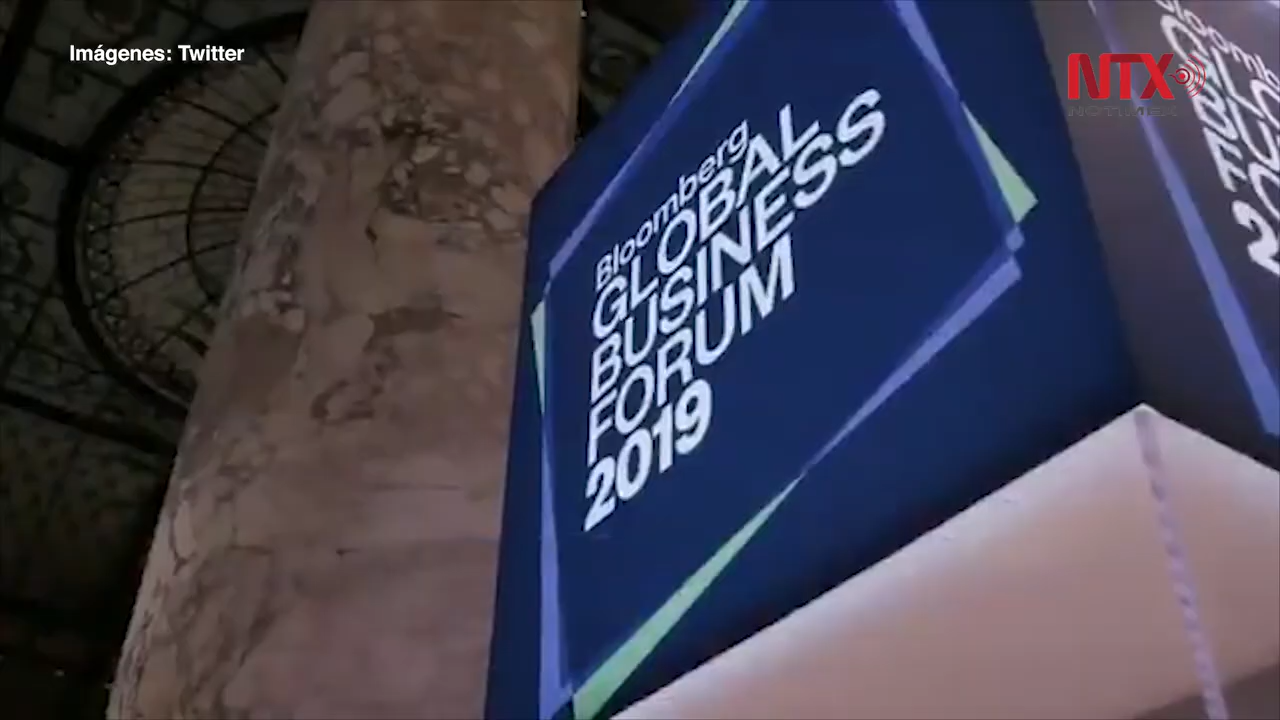 Imágenes: Twitter
NTX
NOTIMEX
Bloomberg
GLOBAL
BUSINESS
FORUM
2019